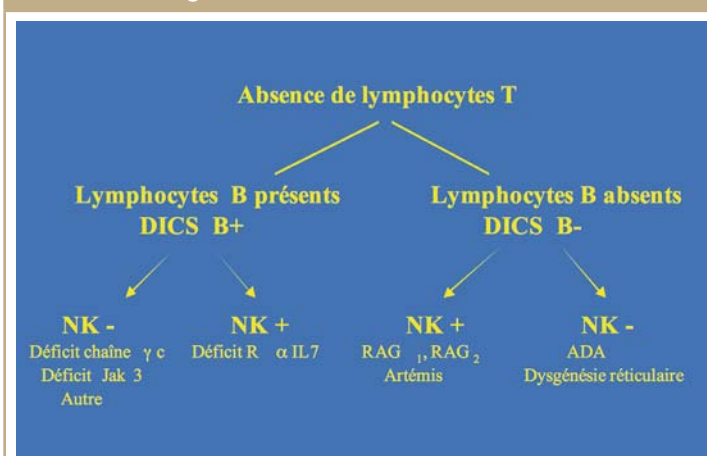 Absence de lymphocytes T
Lymphocytes B présents
DICS B+
Lymphocytes B absents
DICS B-
NK -
Déficit chaîne γ c
Déficit Jak 3
Autre
NK +
Déficit R α IL7
NK +
RAG 1, RAG 2
Artémis
NK -
ADA
Dysgénésie réticulaire